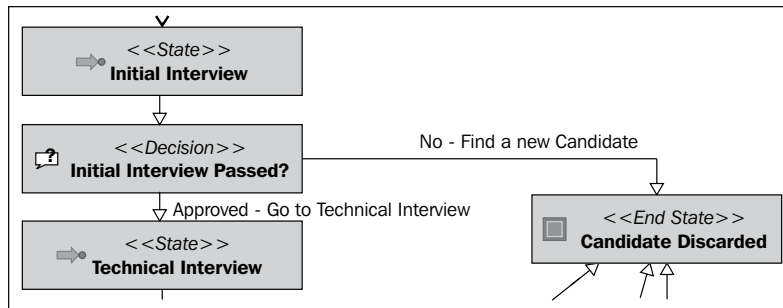 <<State>>
Initial Interview
<<Decision>>
?
Initial Interview Passed?
No - Find a new Candidate
Approved - Go to Technical Interview
<<State>>
Technical Interview
<<End State>>
Candidate Discarded